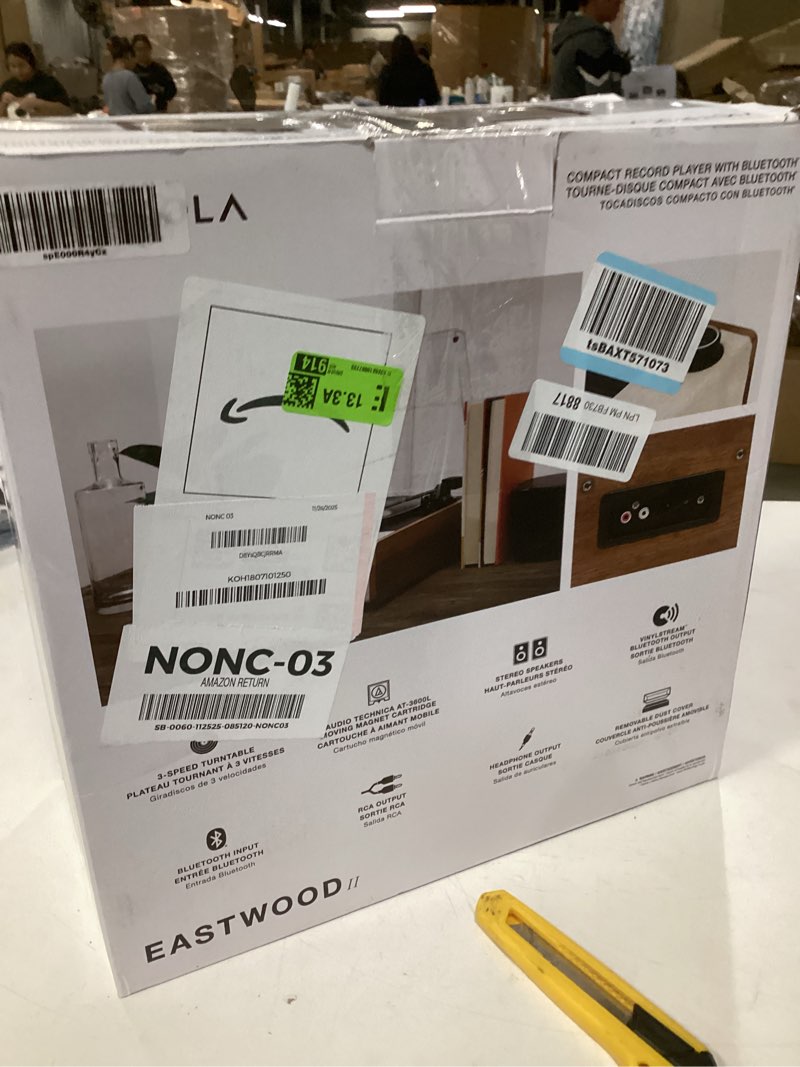 LA
COMPACT RECORD PLAYER WITH BLUETOOTH
TOURNE-DISQUE COMPACT AVEC BLUETOOTH
TOCADISCOS COMPACTO CON BLUETOOTH
spE000R4yGz
tsBAXT571073
914
13.3A
LPN PM FB730 8817
NONC 03
KOH1807101250
NONC-03
AMAZON RETURN
SB-0060-112525-085120-NONC03
VINYLSTREAM™
BLUETOOTH OUTPUT
SORTIE BLUETOOTH
Salida Bluetooth
STEREO SPEAKERS
HAUT-PARLEURS STÉRÉO
Altavoces estéreo
AUDIO TECHNICA AT-3600L
MOVING MAGNET CARTRIDGE
CARTOUCHE À AIMANT MOBILE
Cartucho magnético móvil
REMOVABLE DUST COVER
COUVERCLE ANTI-POUSSIÈRE AMOVIBLE
3-SPEED TURNTABLE
PLATEAU TOURNANT À 3 VITESSES
Giradiscos de 3 velocidades
HEADPHONE OUTPUT
SORTIE CASQUE
Salida de auriculares
RCA OUTPUT
SORTIE RCA
Salida RCA
BLUETOOTH INPUT
ENTRÉE BLUETOOTH
Entrada Bluetooth
EASTWOOD II